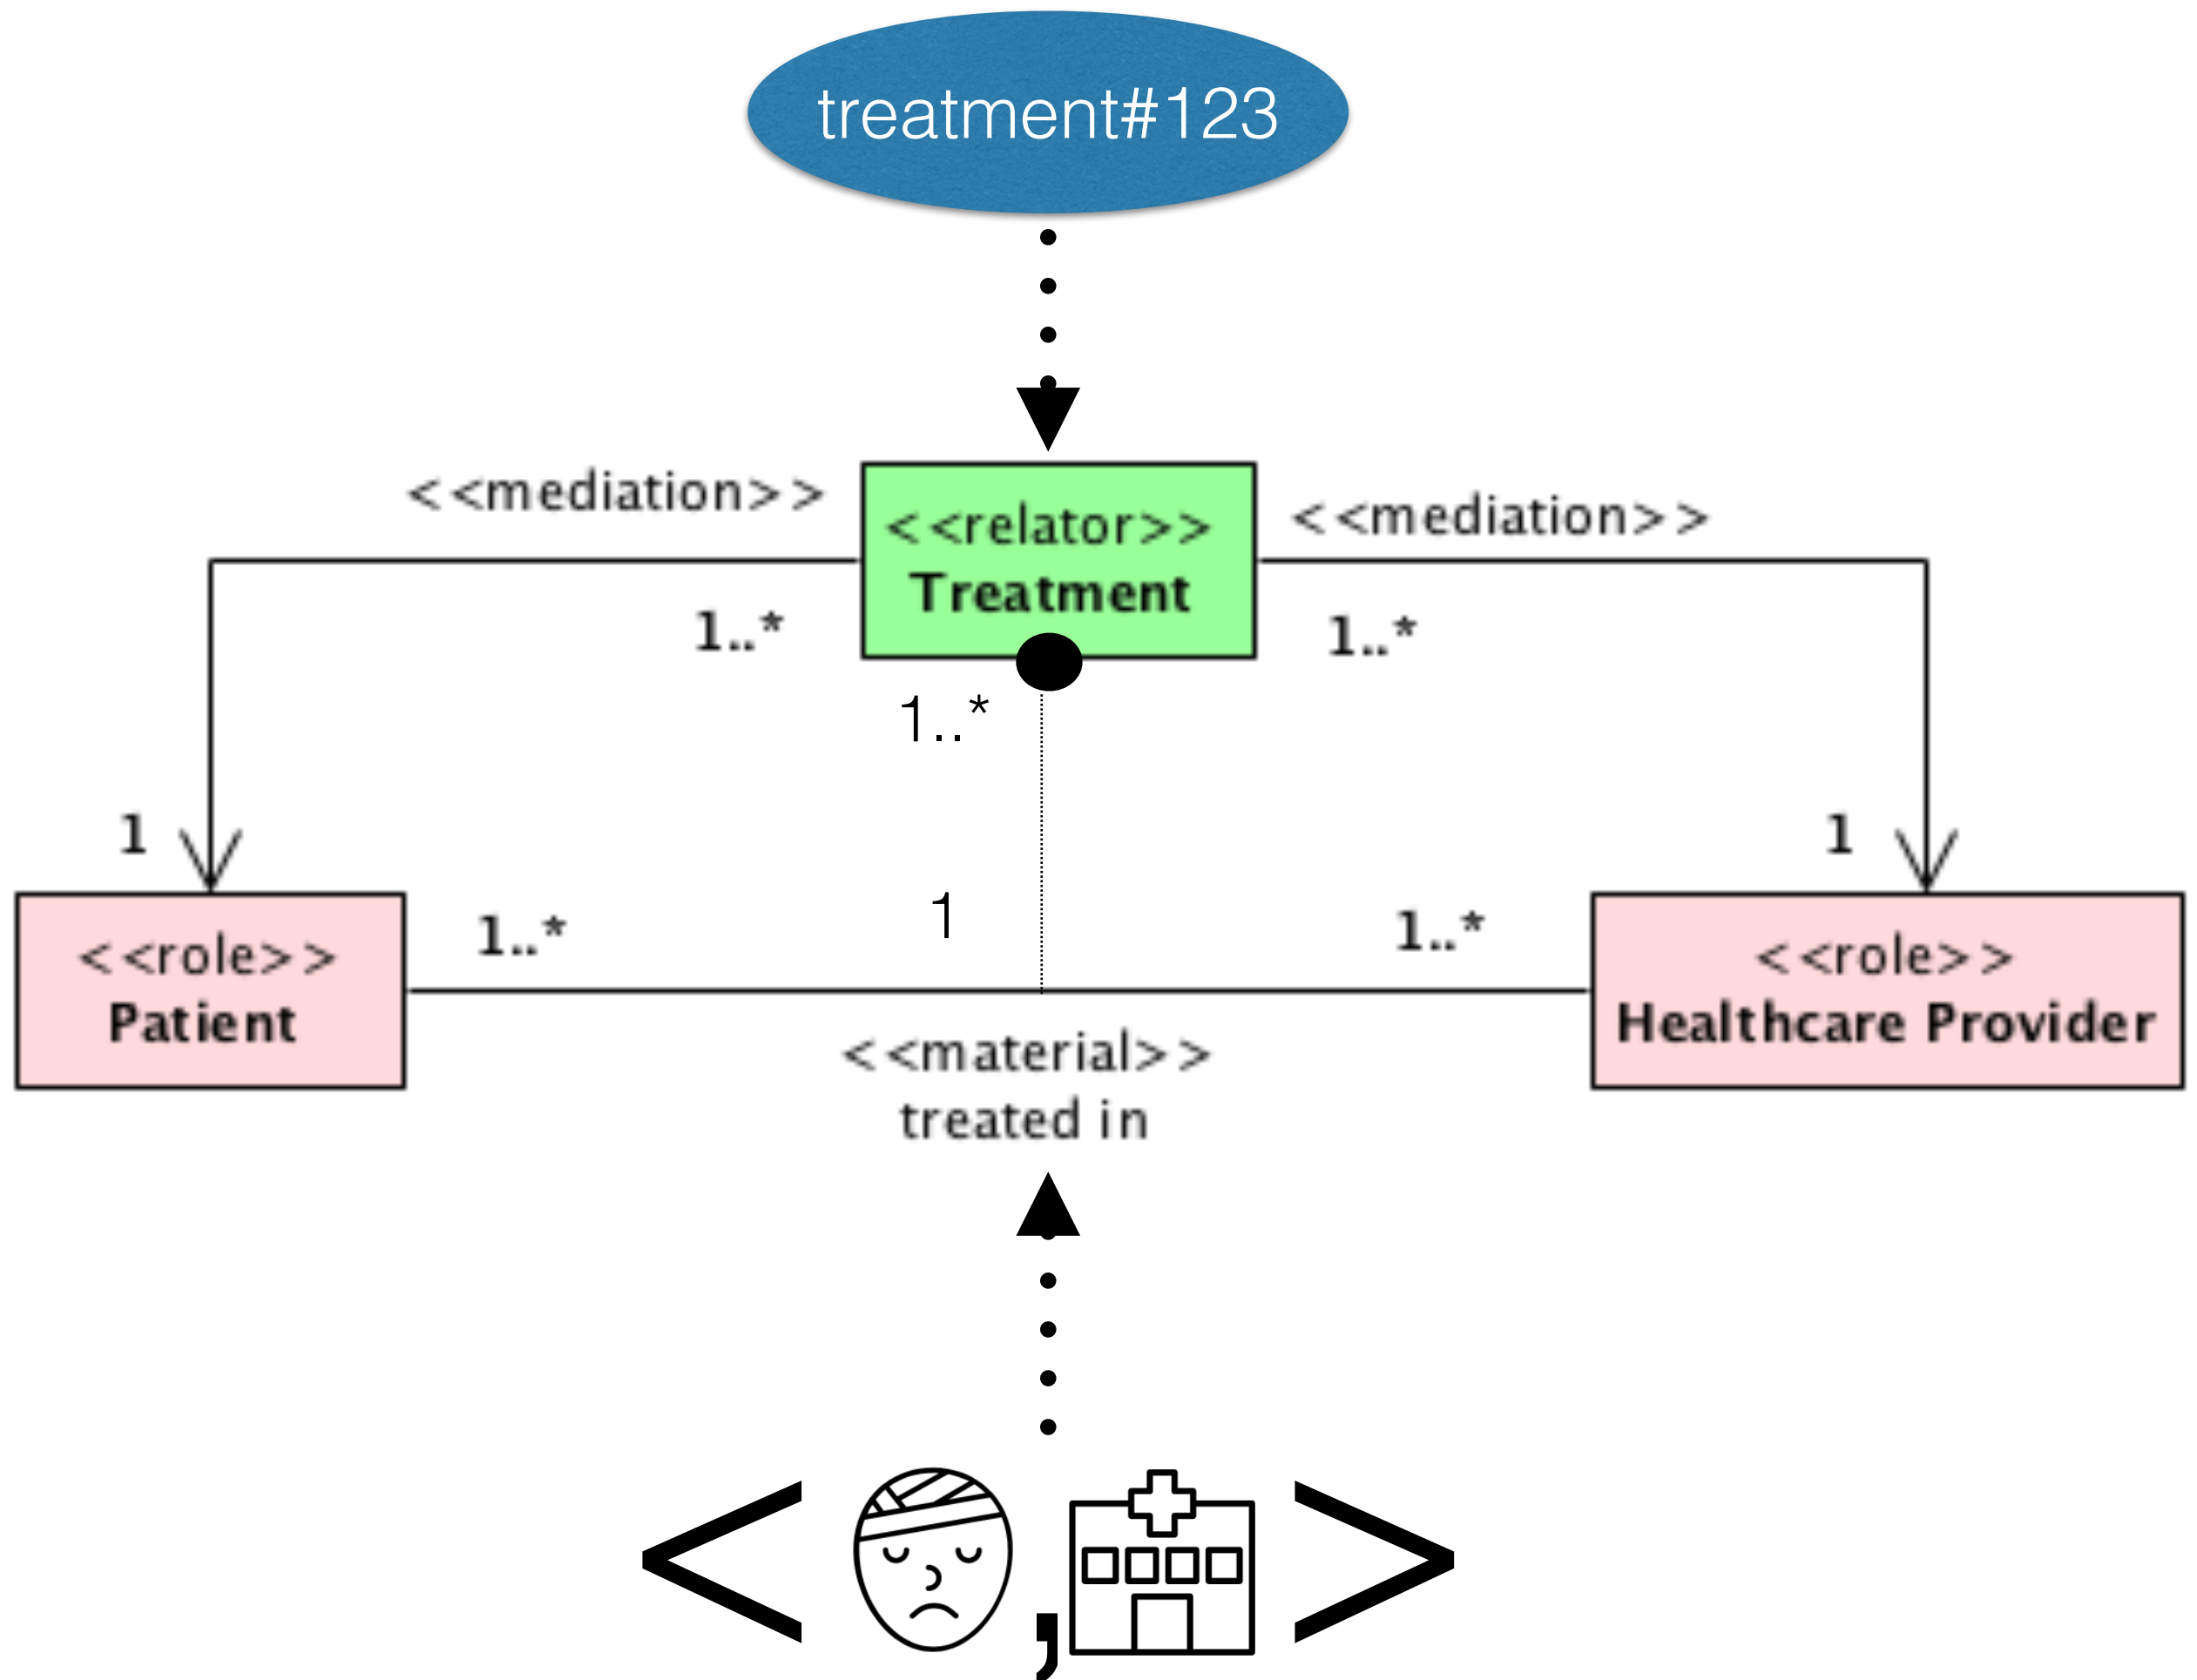 treatment#123
<<mediation>>
<<relator>>
Treatment
<<mediation>>
1..*
1..*
1..*
1
1
1
1..*
1..*
<<role>>
Patient
<<role>>
Healthcare Provider
<<material>>
treated in
< , >